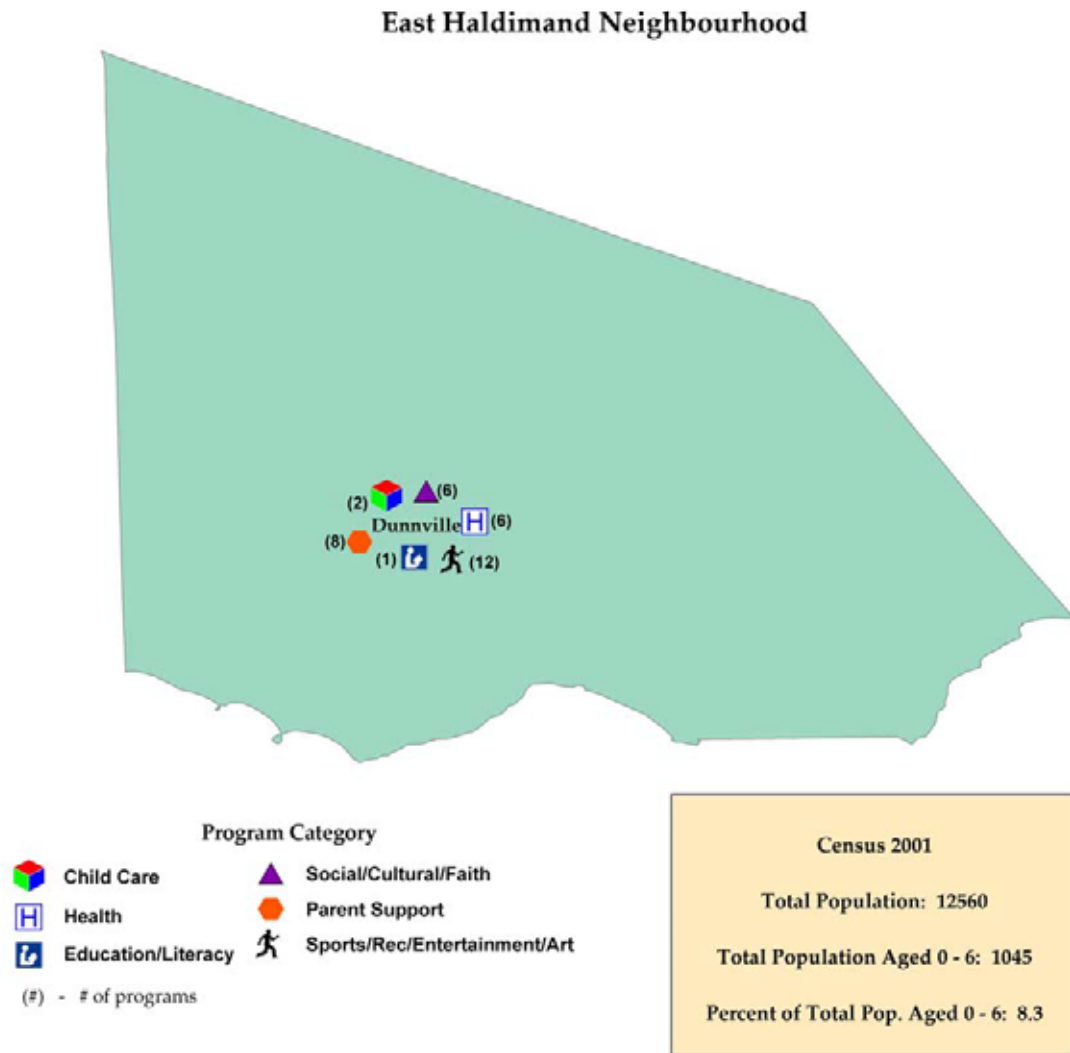 East Haldimand Neighbourhood
(2)
(6)
Dunnville
H
(6)
(8)
(1)
(12)
Program Category
Child Care
Social/Cultural/Faith
H
Health
Parent Support
Education/Literacy
Sports/Rec/Entertainment/Art
(#) - # of programs
Census 2001
Total Population: 12560
Total Population Aged 0 - 6: 1045
Percent of Total Pop. Aged 0 - 6: 8.3